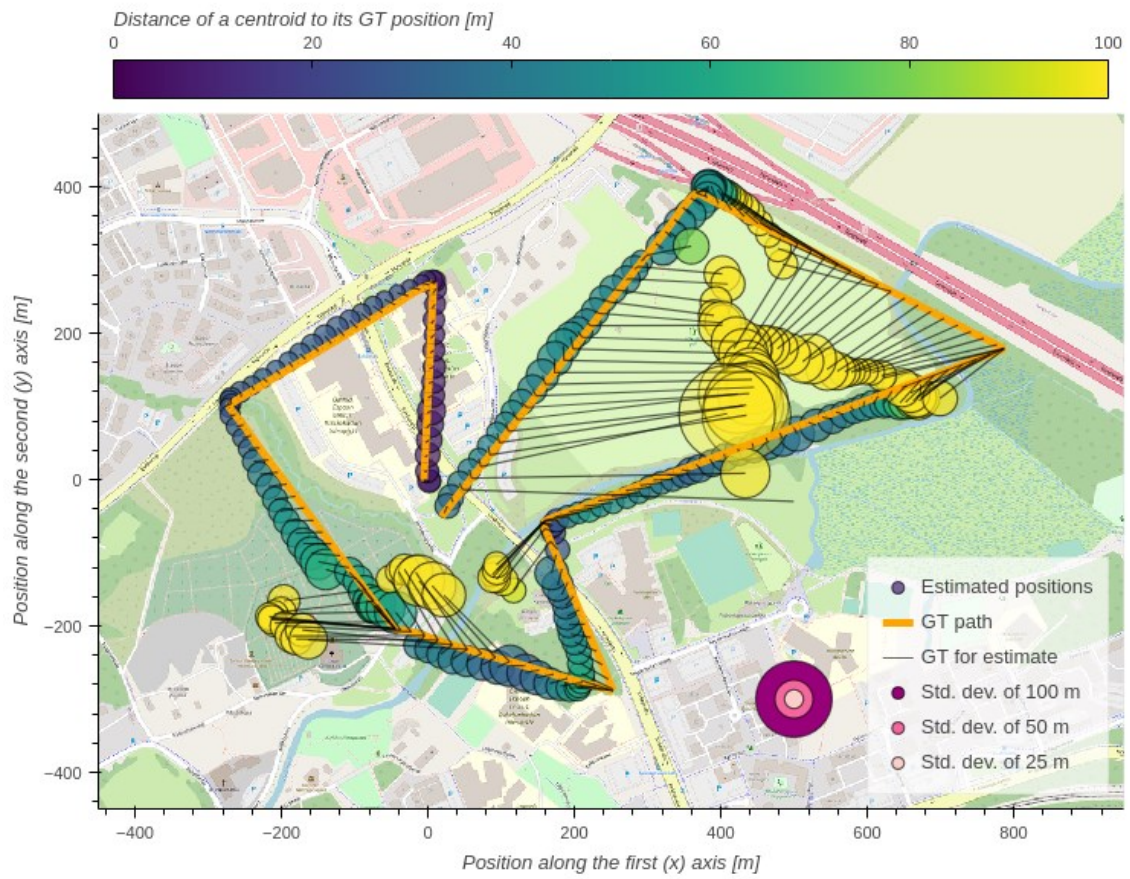 Distance of a centroid to its GT position [m]
0 20 40 60 80 100
400
200
0
−200
−400
Position along the second (y) axis [m]
Estimated positions
GT path
GT for estimate
Std. dev. of 100 m
Std. dev. of 50 m
Std. dev. of 25 m
−400 −200 0 200 400 600 800
Position along the first (x) axis [m]